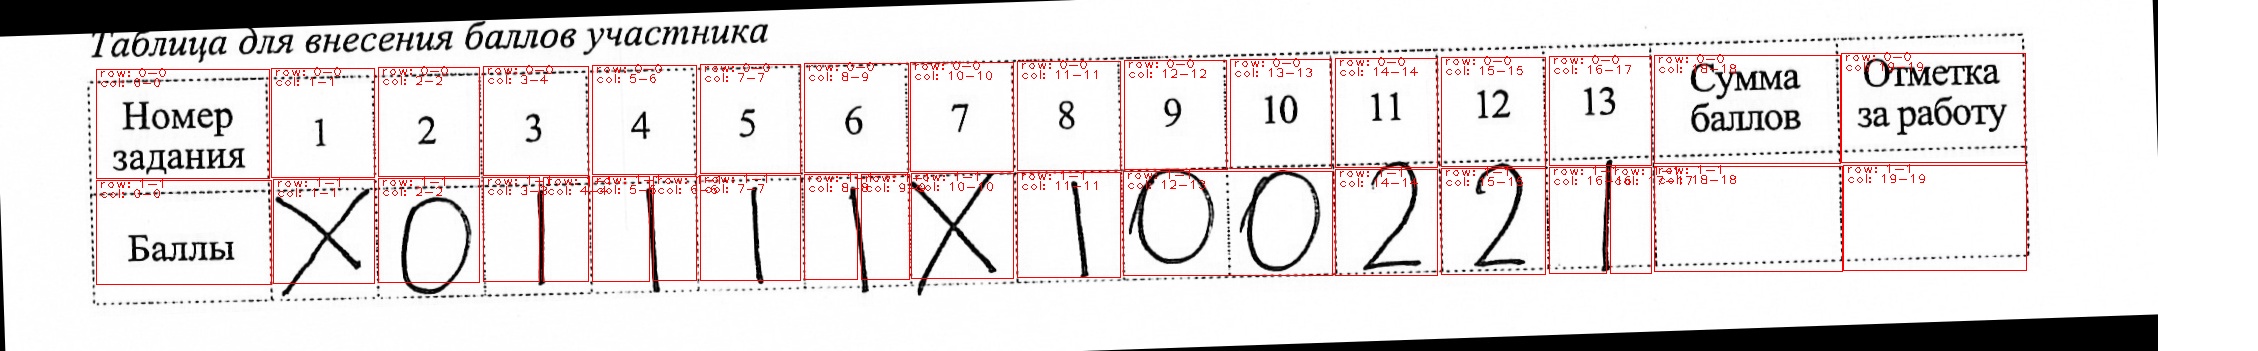 Таблица для внесения баллов участника
Номер задания 1 2 3 4 5 6 7 8 9 10 11 12 13 Сумма баллов Отметка за работу
Баллы X 0 1 1 1 1 X 1 0 0 2 2 1